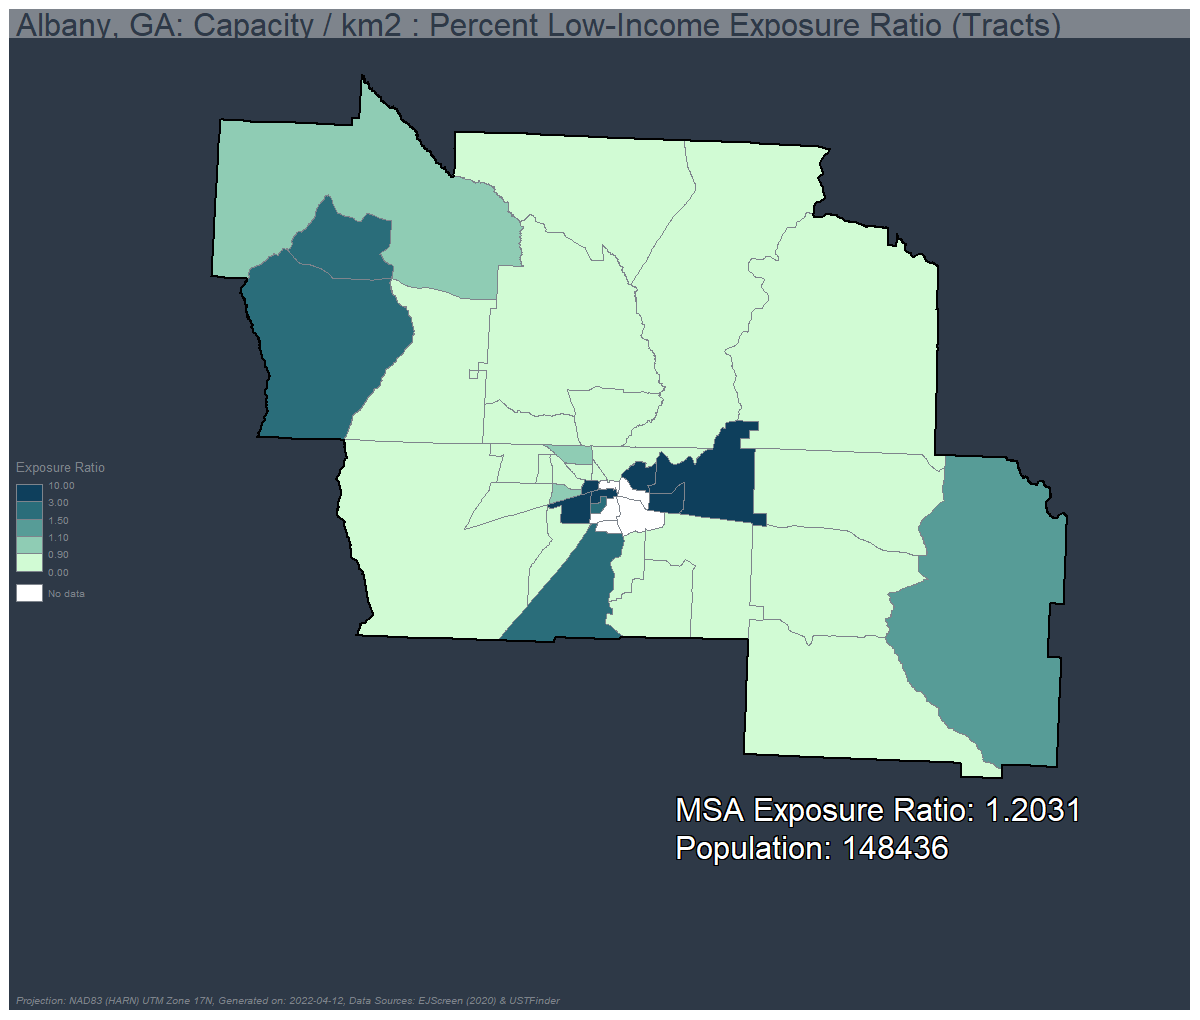 Albany, GA: Capacity / km2 : Percent Low-Income Exposure Ratio (Tracts)
Exposure Ratio
10.00
3.00
1.50
1.10
0.90
0.00
No data
MSA Exposure Ratio: 1.2031
Population: 148436
Projection: NAD83 (HARN) UTM Zone 17N, Generated on: 2022-04-12, Data Sources: EJScreen (2020) & USTFinder